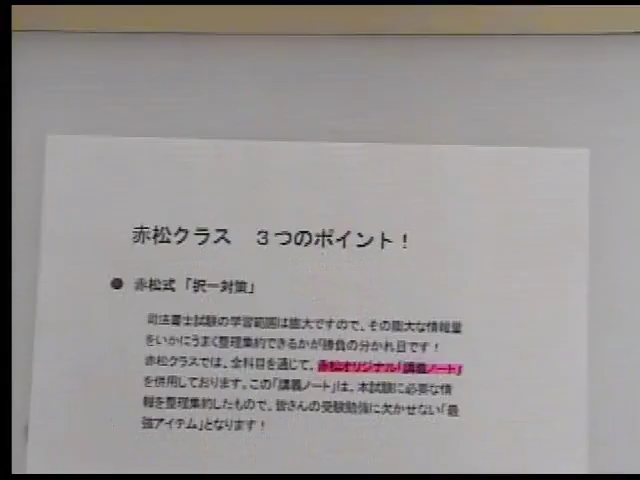 赤松クラス 3つのポイント!
● 赤松式「択一対策」
司法書士試験の学習範囲は膨大ですので、その膨大な情報量
をいかにうまく整理集約できるかが勝負の分かれ目です!
赤松クラスでは、全科目を通じて、赤松オリジナル「講義ノート」
を併用しております。この「講義ノート」は、本試験に必要な情
報を整理集約したもので、皆さんの受験勉強に欠かせない「最
強アイテム」となります!